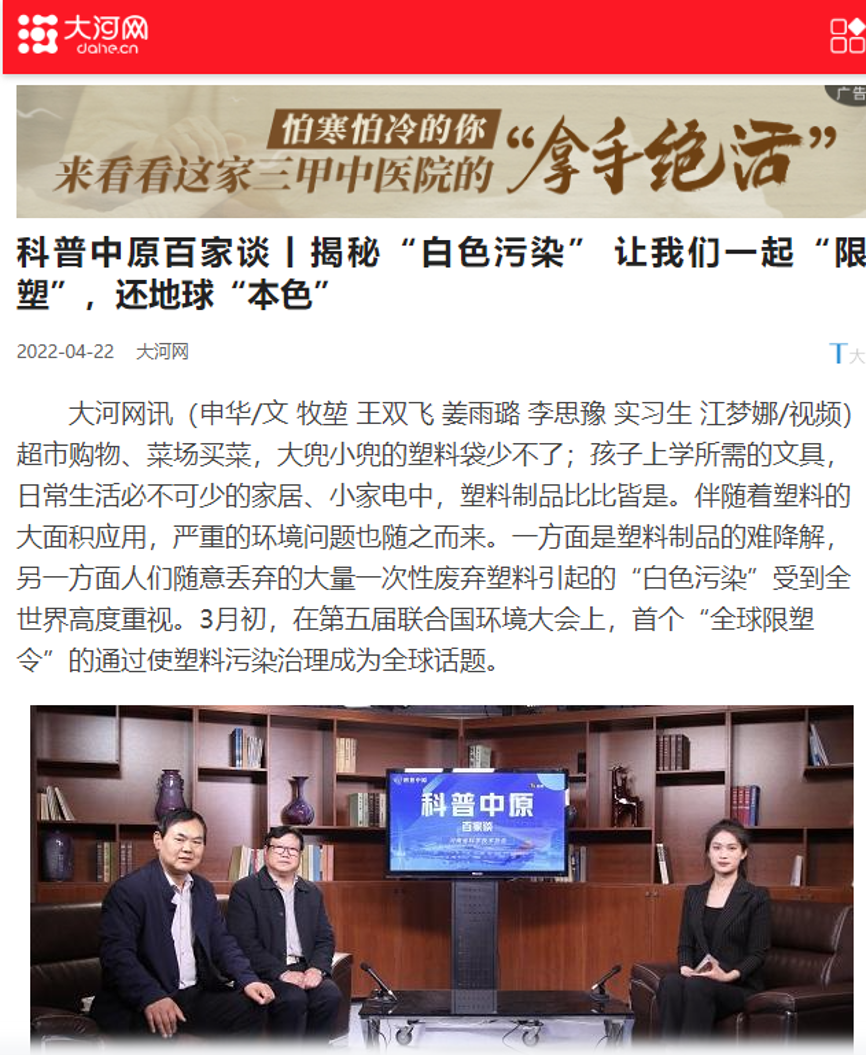 大河网
dahe.cn
广告
怕寒怕冷的你
来看看这家三甲中医院的“拿手绝活”
科普中原百家谈丨揭秘“白色污染” 让我们一起“限
塑”，还地球“本色”
2022-04-22 大河网
T大
大河网讯（申华/文 牧堃 王双飞 姜雨璐 李思豫 实习生 江梦娜/视频）
超市购物、菜场买菜，大兜小兜的塑料袋少不了；孩子上学所需的文具，
日常生活必不可少的家居、小家电中，塑料制品比比皆是。伴随着塑料的
大面积应用，严重的环境问题也随之而来。一方面是塑料制品的难降解，
另一方面人们随意丢弃的大量一次性废弃塑料引起的“白色污染”受到全
世界高度重视。3月初，在第五届联合国环境大会上，首个“全球限塑
令”的通过使塑料污染治理成为全球话题。
科普中国
科普中原
百家谈